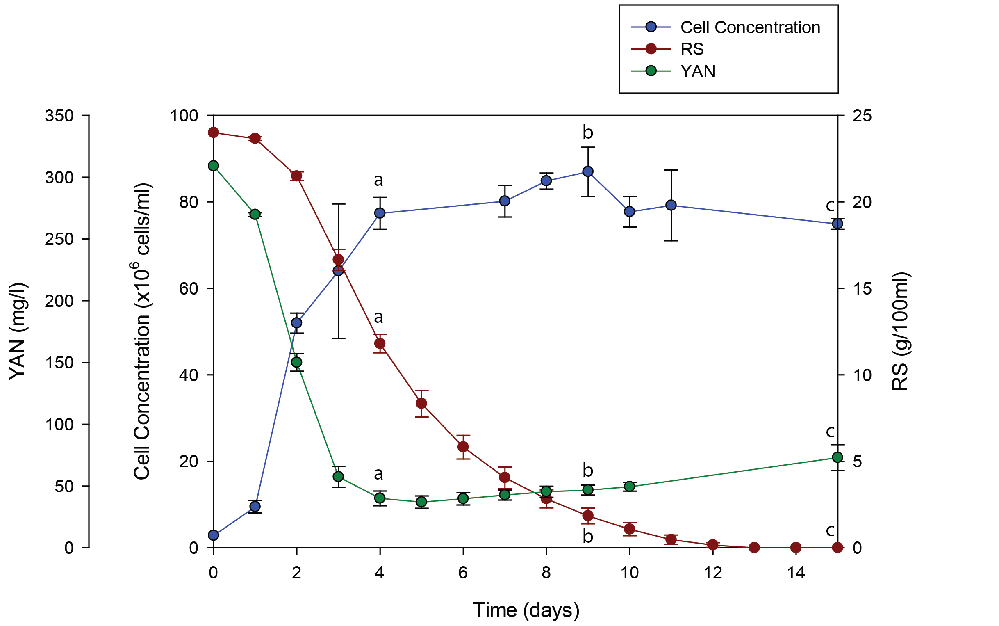 Cell Concentration
RS
YAN
350
300
250
200
150
100
50
0
YAN (mg/l)
100
80
60
40
20
0
Cell Concentration (x10⁶ cells/ml)
a
b
c
a
b
c
a
b
c
25
20
15
10
5
0
RS (g/100ml)
0 2 4 6 8 10 12 14
Time (days)